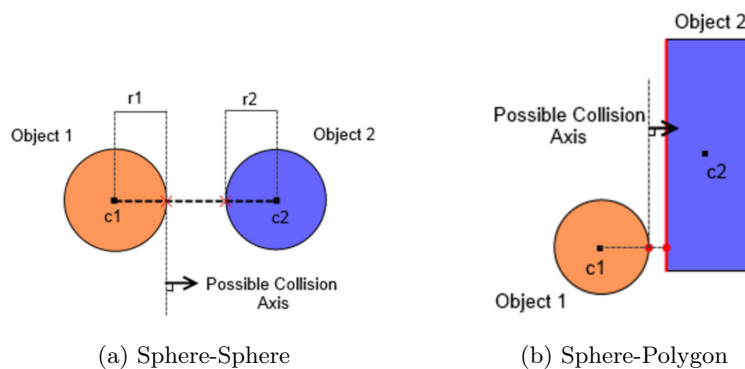 r1
r2
Object 1
Object 2
c1
c2
Possible Collision
Axis
(a) Sphere-Sphere
Object 2
Possible Collision
Axis
c2
c1
Object 1
(b) Sphere-Polygon